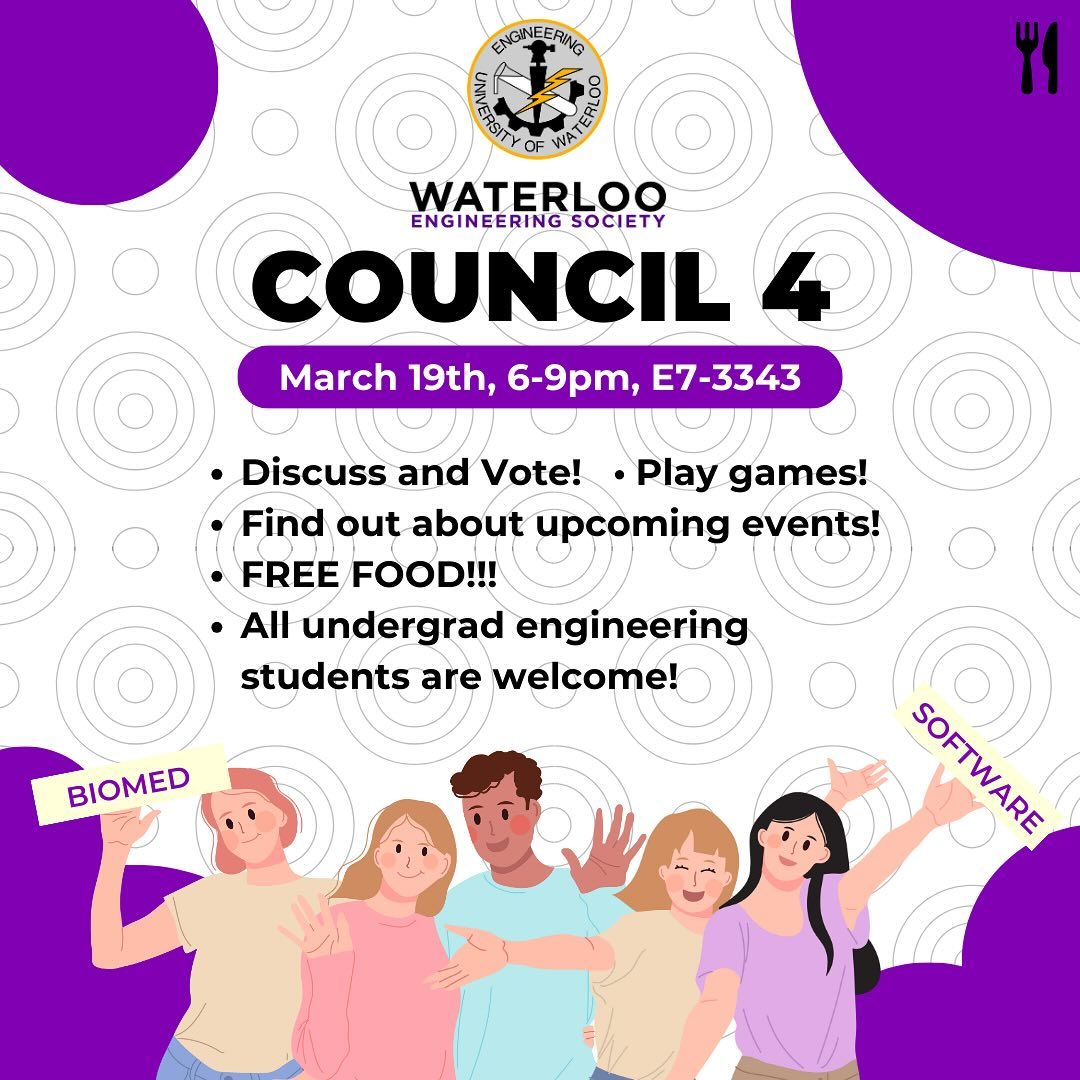 ENGINEERING
UNIVERSITY OF WATERLOO
WATERLOO
ENGINEERING SOCIETY
COUNCIL 4
March 19th, 6-9pm, E7-3343
• Discuss and Vote! • Play games!
• Find out about upcoming events!
• FREE FOOD!!!
• All undergrad engineering
students are welcome!
BIOMED
SOFTWARE